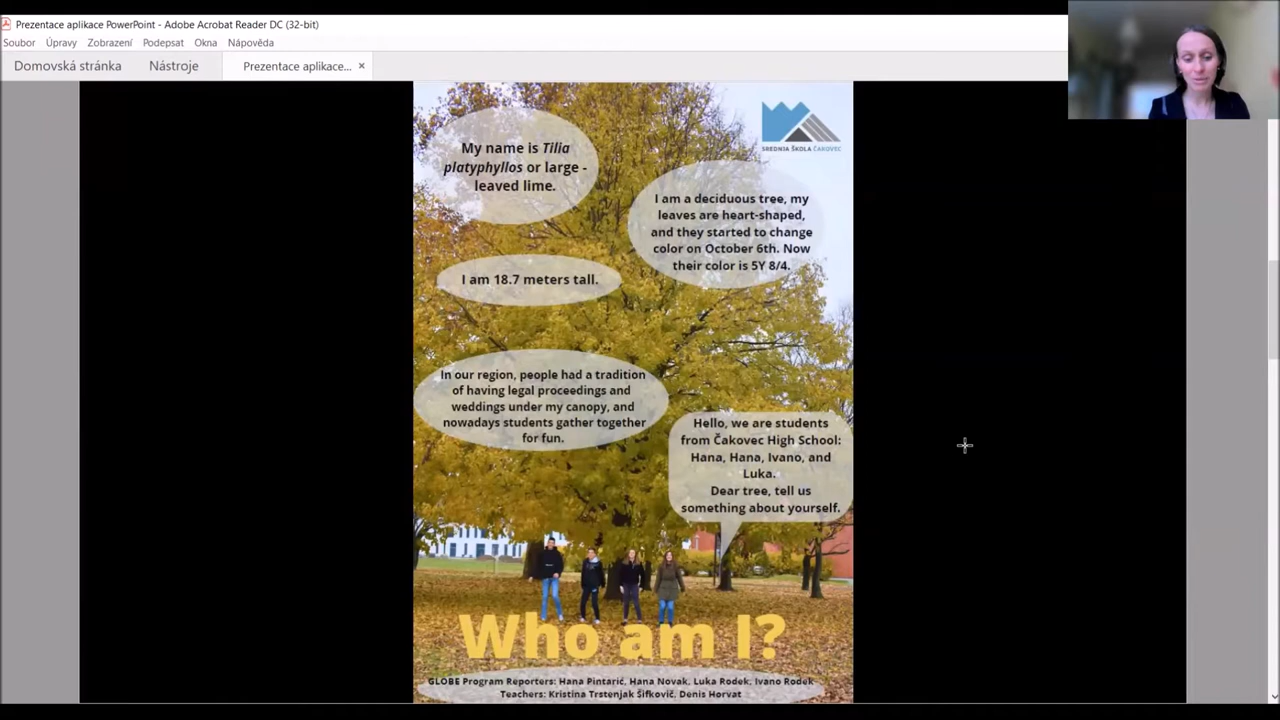 Prezentace aplikace PowerPoint - Adobe Acrobat Reader DC (32-bit)
Soubor Úpravy Zobrazení Podepsat Okna Nápověda
Domovská stránka Nástroje Prezentace aplikace... ×
My name is Tilia
platyphyllos or large -
leaved lime.
SREDNJA ŠKOLA ČAKOVEC
I am a deciduous tree, my
leaves are heart-shaped,
and they started to change
color on October 6th. Now
their color is 5Y 8/4.
I am 18.7 meters tall.
In our region, people had a tradition
of having legal proceedings and
weddings under my canopy, and
nowadays students gather together
for fun.
Hello, we are students
from Čakovec High School:
Hana, Hana, Ivano, and
Luka.
Dear tree, tell us
something about yourself.
Who am I?
GLOBE Program Reporters: Hana Pintarić, Hana Novak, Luka Rodek, Ivano Rodek
Teachers: Kristina Trstenjak Šifkovič, Denis Horvat